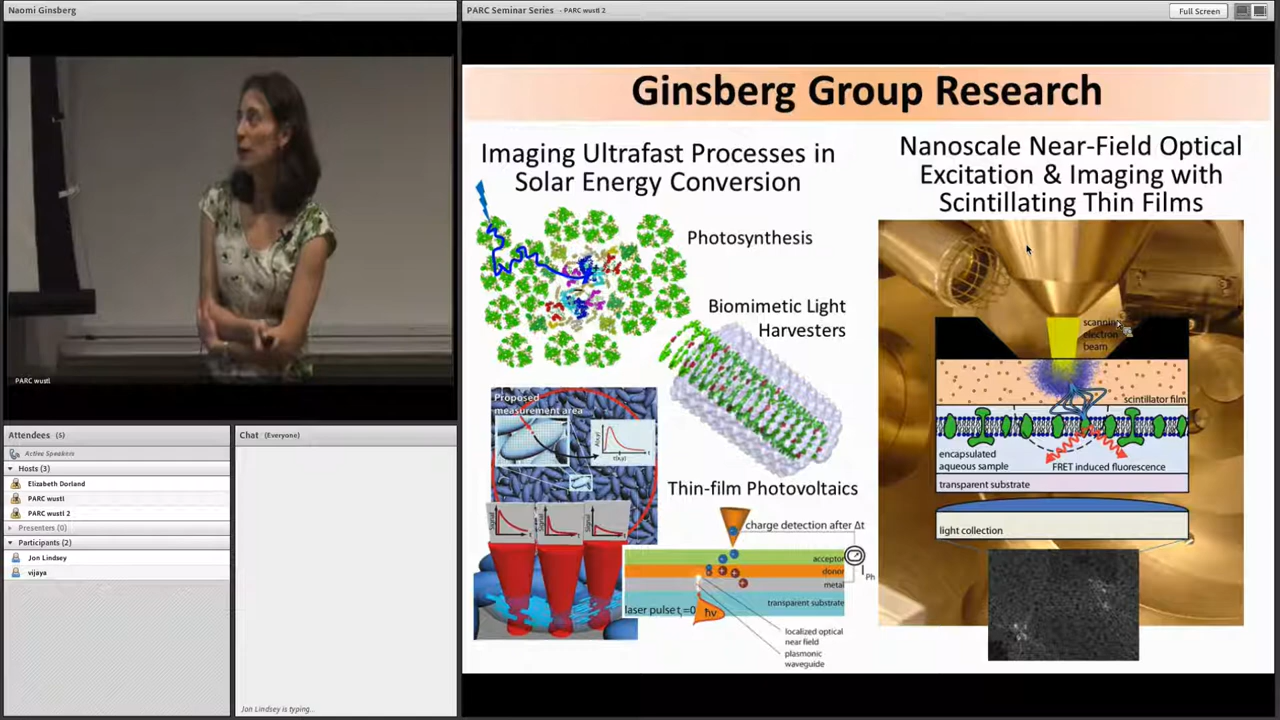 Naomi Ginsberg
PARC wustl
Attendees (5)
Active Speakers
Hosts (3)
Elizabeth Dorland
PARC wustl
PARC wustl 2
Presenters (0)
Participants (2)
Jon Lindsey
vijaya
Chat (Everyone)
Jon Lindsey is typing..
PARC Seminar Series - PARC wustl 2
Full Screen
Ginsberg Group Research
Imaging Ultrafast Processes in
Solar Energy Conversion
Photosynthesis
Biomimetic Light
Harvesters
Proposed
measurement area
Thin-film Photovoltaics
Signal
Signal
Signal
charge detection after Δt
acceptor
donor
metal
I Ph
transparent substrate
laser pulse t =0
hν
localized optical
near field
plasmonic
waveguide
Nanoscale Near-Field Optical
Excitation & Imaging with
Scintillating Thin Films
scanning
electron
beam
scintillator film
encapsulated
aqueous sample
FRET induced fluorescence
transparent substrate
light collection